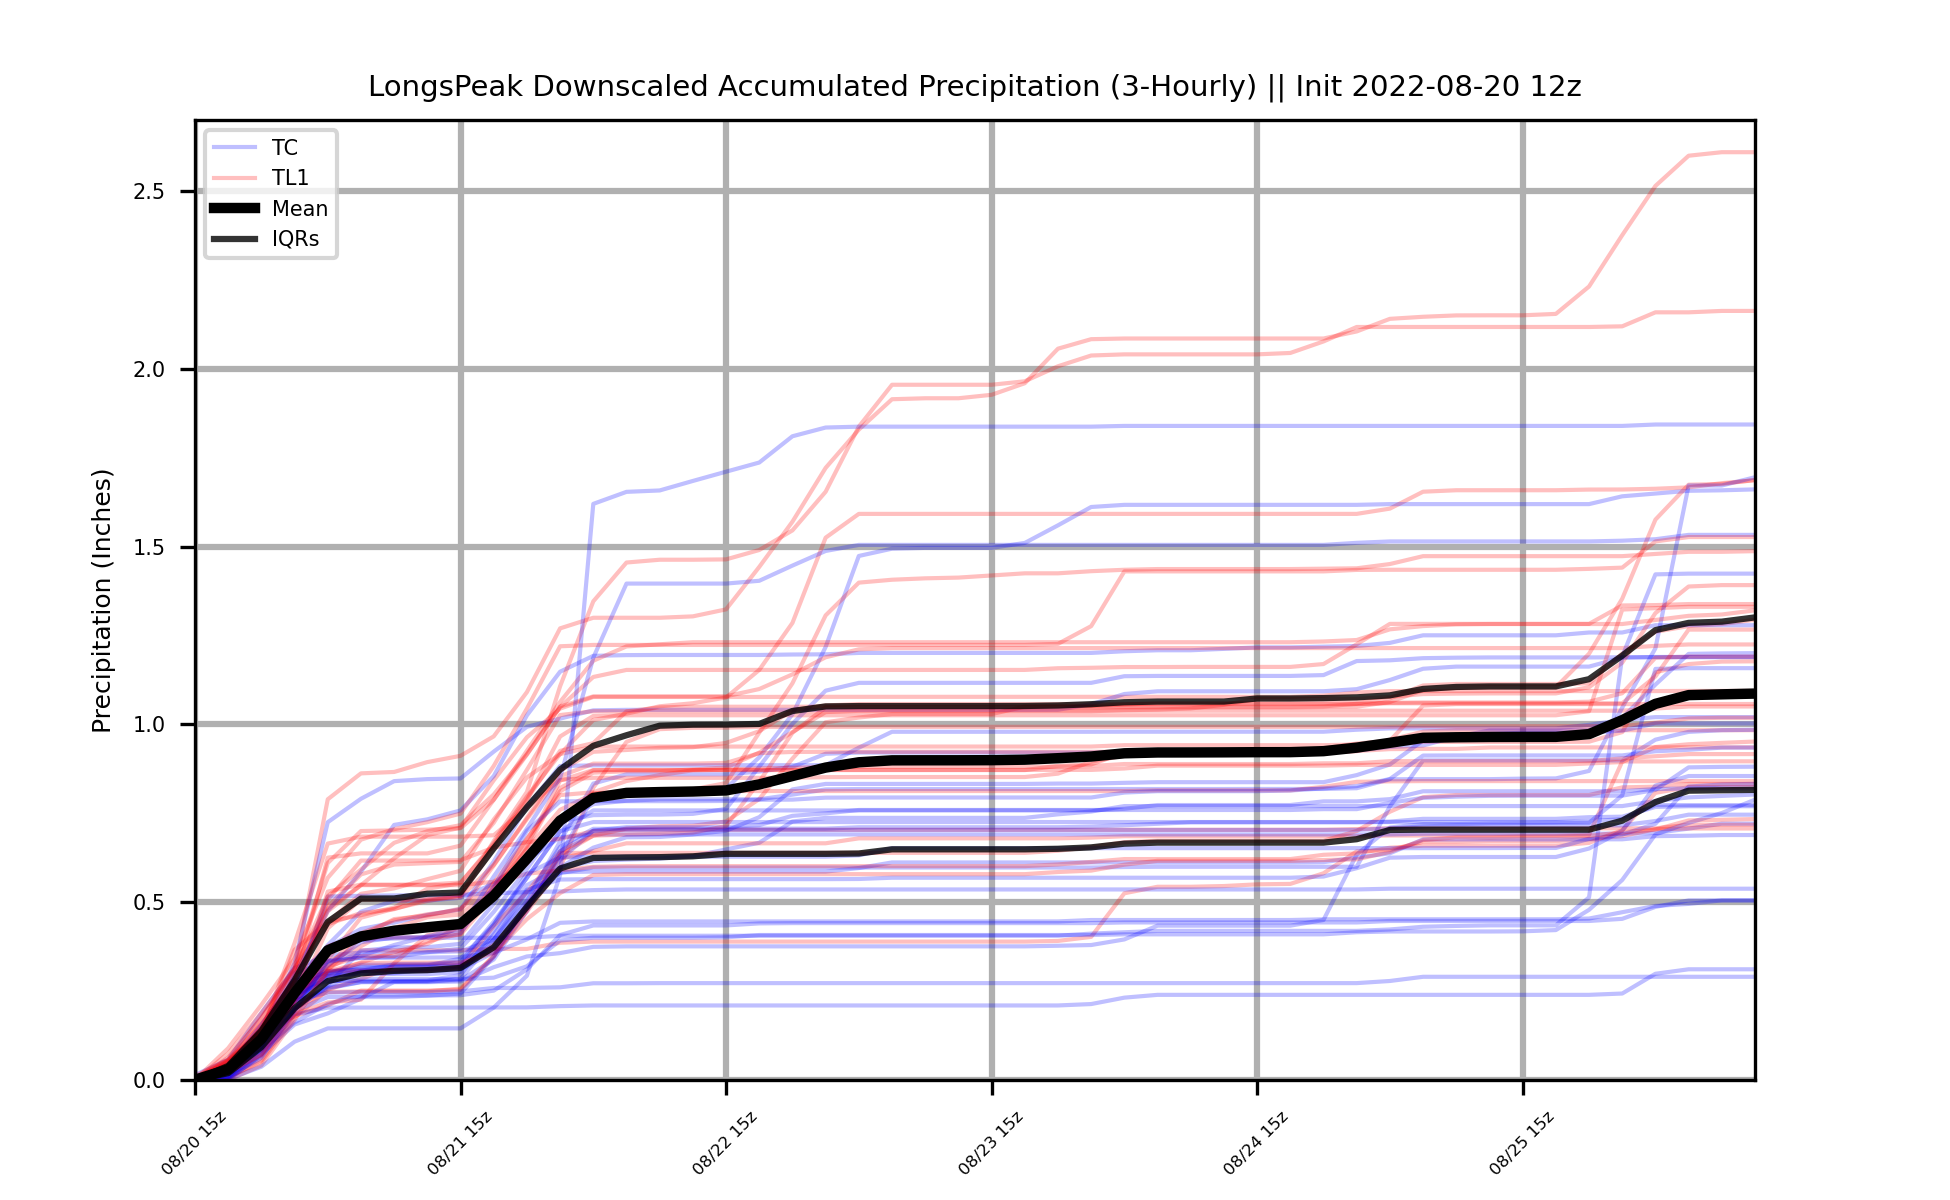 LongsPeak Downscaled Accumulated Precipitation (3-Hourly) || Init 2022-08-20 12z
TC
TL1
Mean
IQRs
Precipitation (Inches)
2.5
2.0
1.5
1.0
0.5
0.0
08/20 15z
08/21 15z
08/22 15z
08/23 15z
08/24 15z
08/25 15z